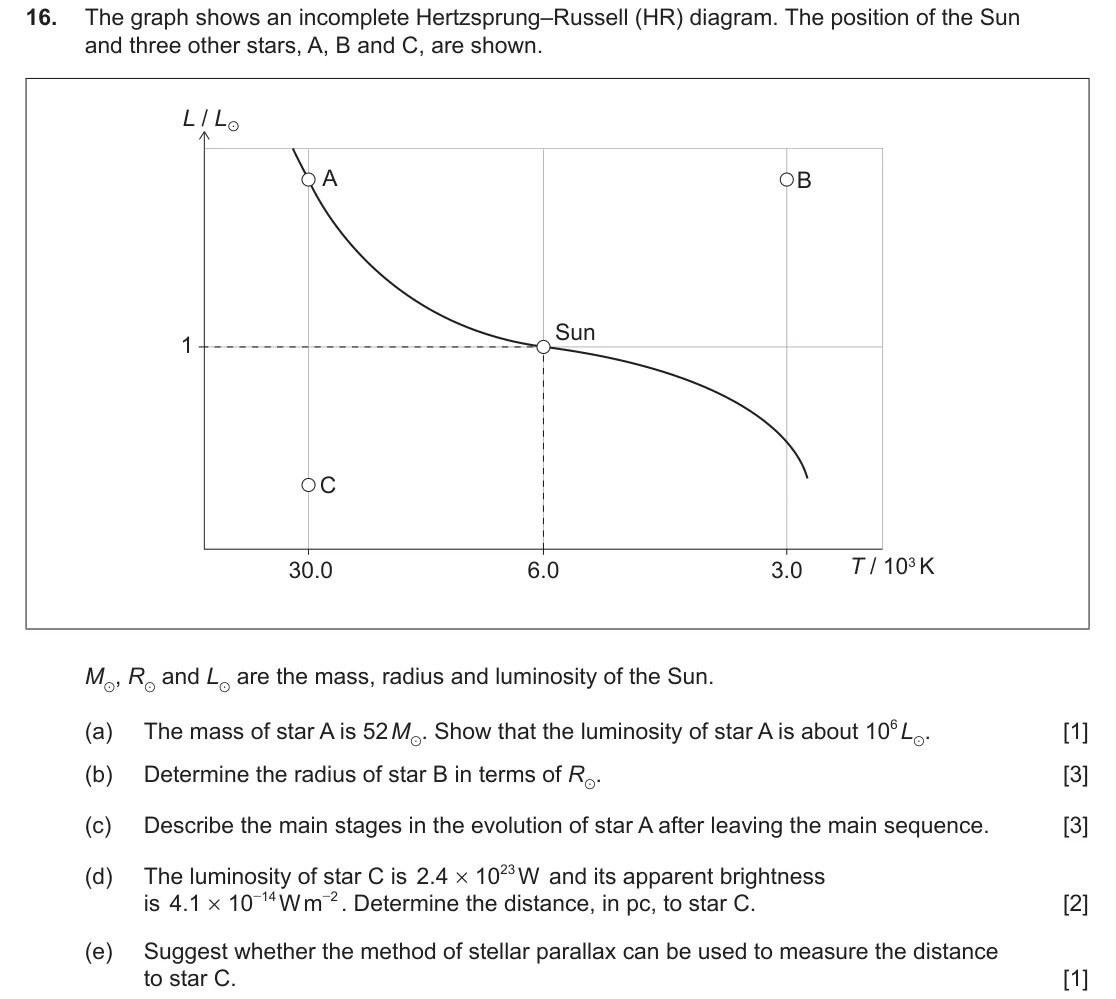 16. The graph shows an incomplete Hertzsprung–Russell (HR) diagram. The position of the Sun
and three other stars, A, B and C, are shown.
L / L☉
A
B
Sun
1
C
30.0
6.0
3.0
T / 10³ K
M☉, R☉ and L☉ are the mass, radius and luminosity of the Sun.
(a) The mass of star A is 52 M☉. Show that the luminosity of star A is about 10⁶ L☉. [1]
(b) Determine the radius of star B in terms of R☉. [3]
(c) Describe the main stages in the evolution of star A after leaving the main sequence. [3]
(d) The luminosity of star C is 2.4 × 10²³ W and its apparent brightness
is 4.1 × 10⁻¹⁴ W m⁻². Determine the distance, in pc, to star C. [2]
(e) Suggest whether the method of stellar parallax can be used to measure the distance
to star C. [1]